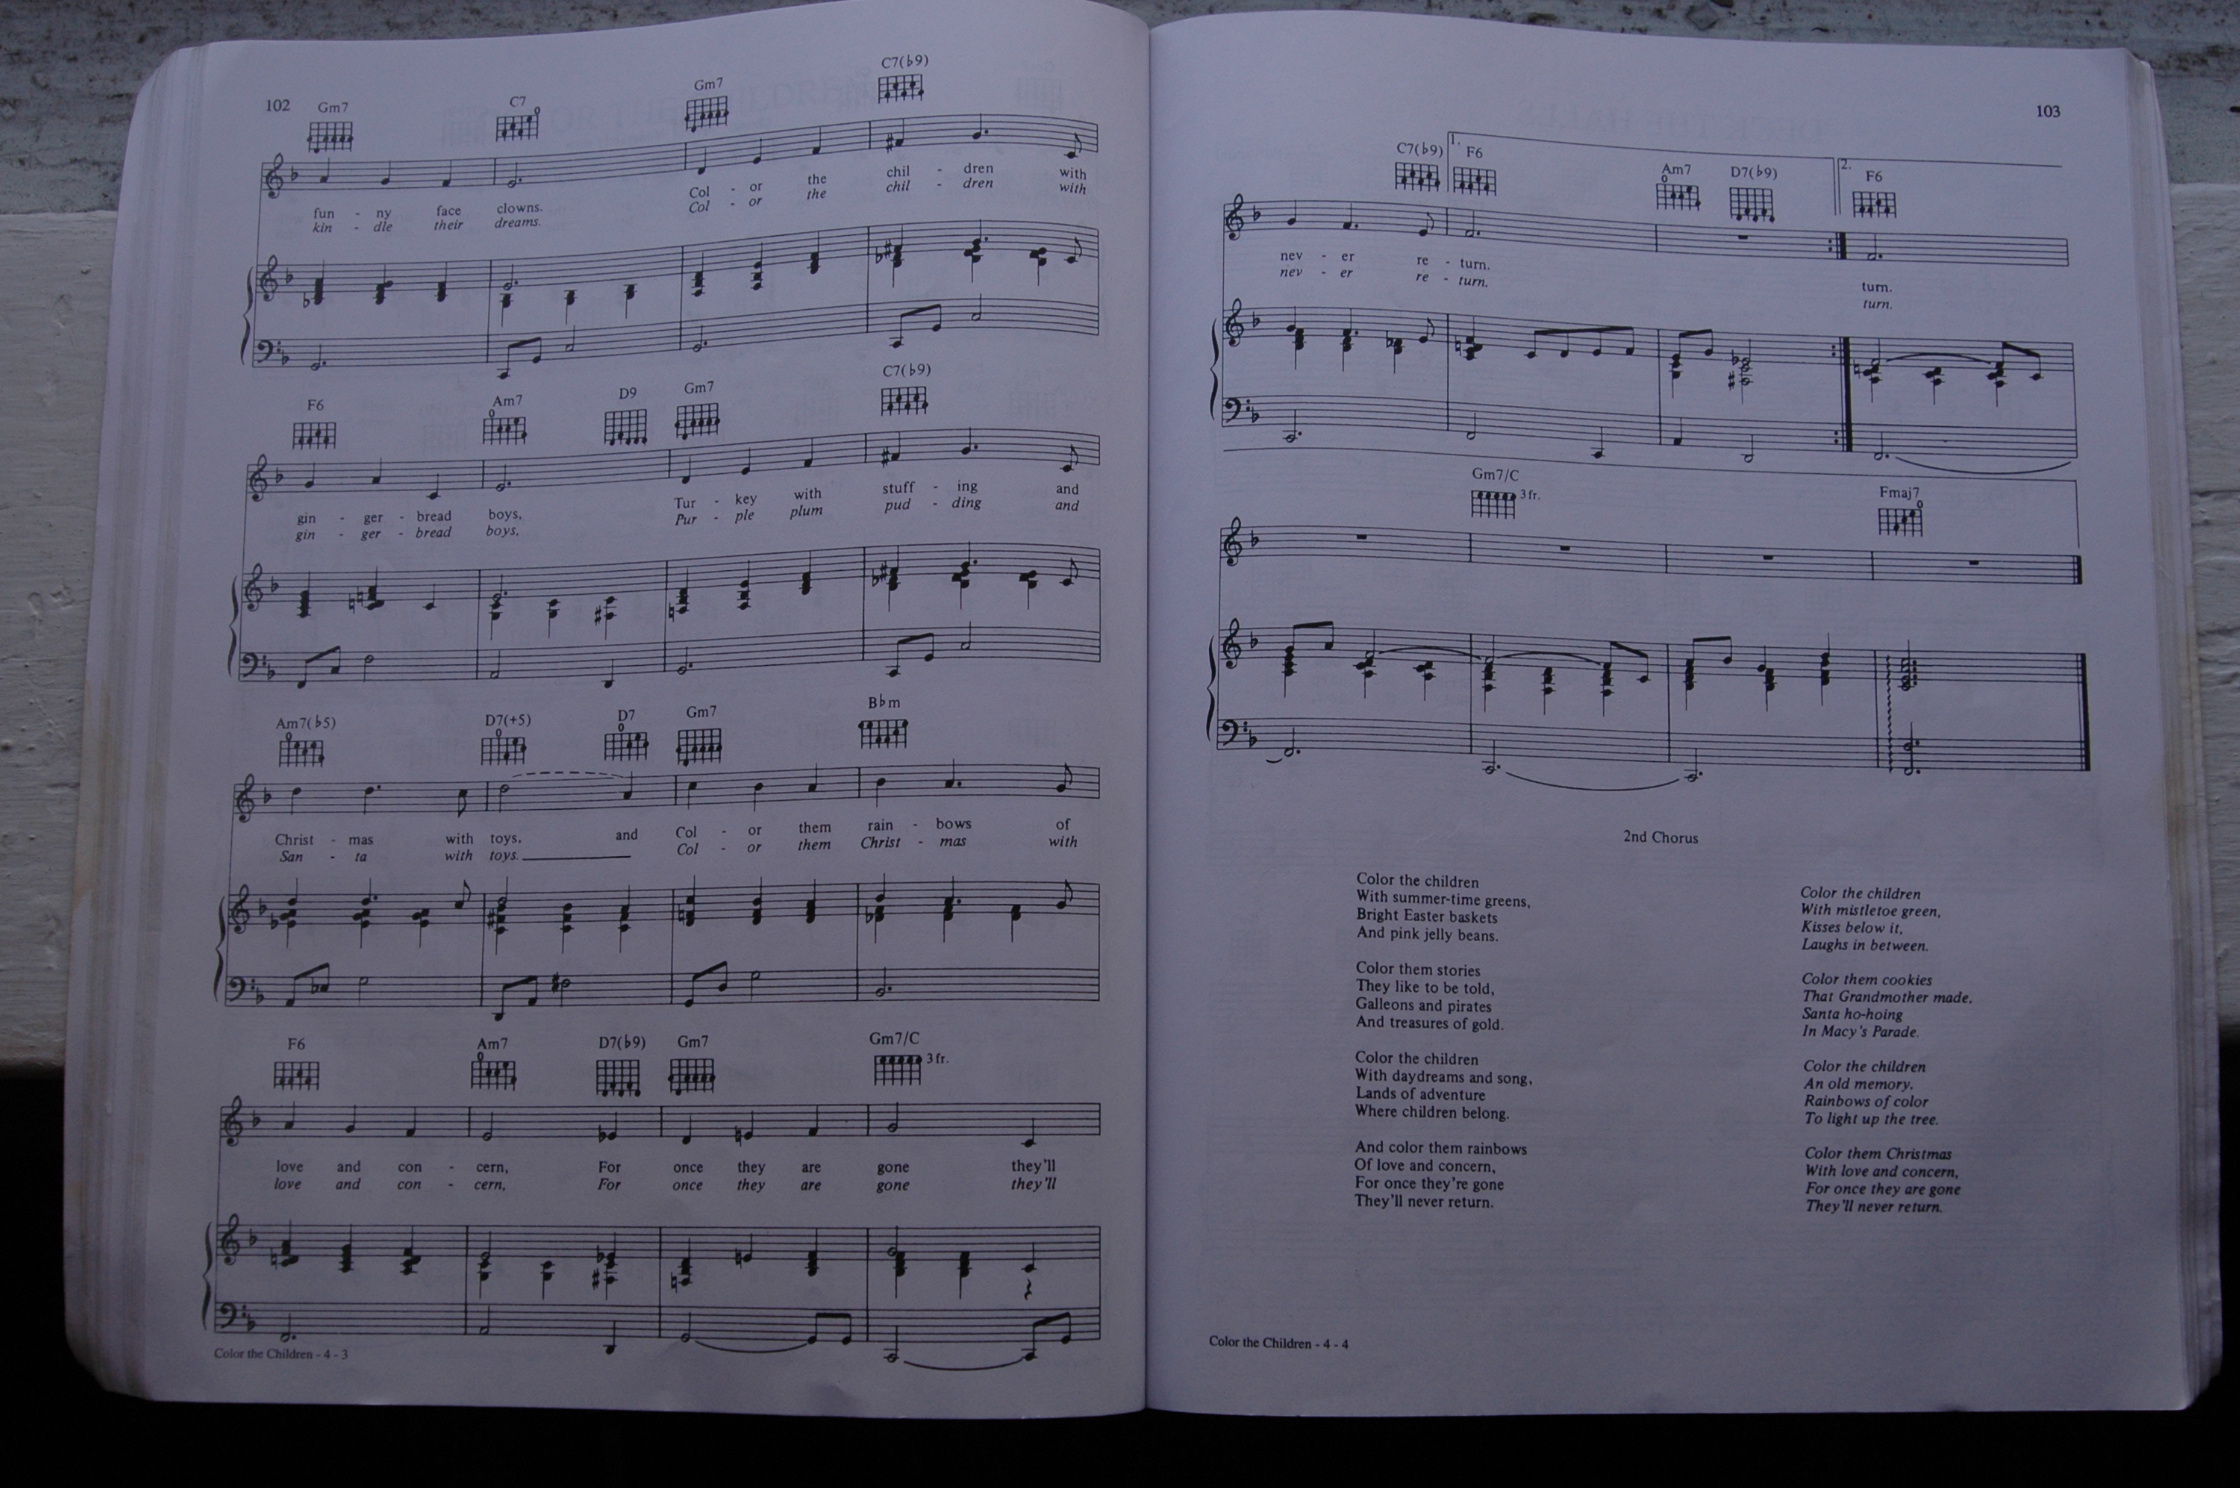 102
Gm7 C7 Gm7 C7(♭9)
fun - ny face clowns. Col - or the chil - dren with
kin - dle their dreams. Col - or the chil - dren with
F6 Am7 D9 Gm7 C7(♭9)
gin - ger - bread boys, Tur - key with stuff - ing and
gin - ger - bread boys, Pur - ple plum pud - ding and
Am7(♭5) D7(+5) D7 Gm7 B♭m
Christ - mas with toys, and Col - or them rain - bows of
San - ta with toys. Col - or them Christ - mas with
F6 Am7 D7(♭9) Gm7 Gm7/C 3 fr.
love and con - cern, For once they are gone they'll
love and con - cern, For once they are gone they'll
Color the Children - 4 - 3
103
C7(♭9) 1. F6 Am7 D7(♭9) 2. F6
nev - er re - turn. turn.
nev - er re - turn. turn.
Gm7/C 3 fr. Fmaj7
2nd Chorus
Color the children
With summer-time greens,
Bright Easter baskets
And pink jelly beans.
Color them stories
They like to be told,
Galleons and pirates
And treasures of gold.
Color the children
With daydreams and song,
Lands of adventure
Where children belong.
And color them rainbows
Of love and concern,
For once they're gone
They'll never return.
Color the children
With mistletoe green,
Kisses below it,
Laughs in between.
Color them cookies
That Grandmother made,
Santa ho-hoing
In Macy's Parade.
Color the children
An old memory,
Rainbows of color
To light up the tree.
Color them Christmas
With love and concern,
For once they are gone
They'll never return.
Color the Children - 4 - 4